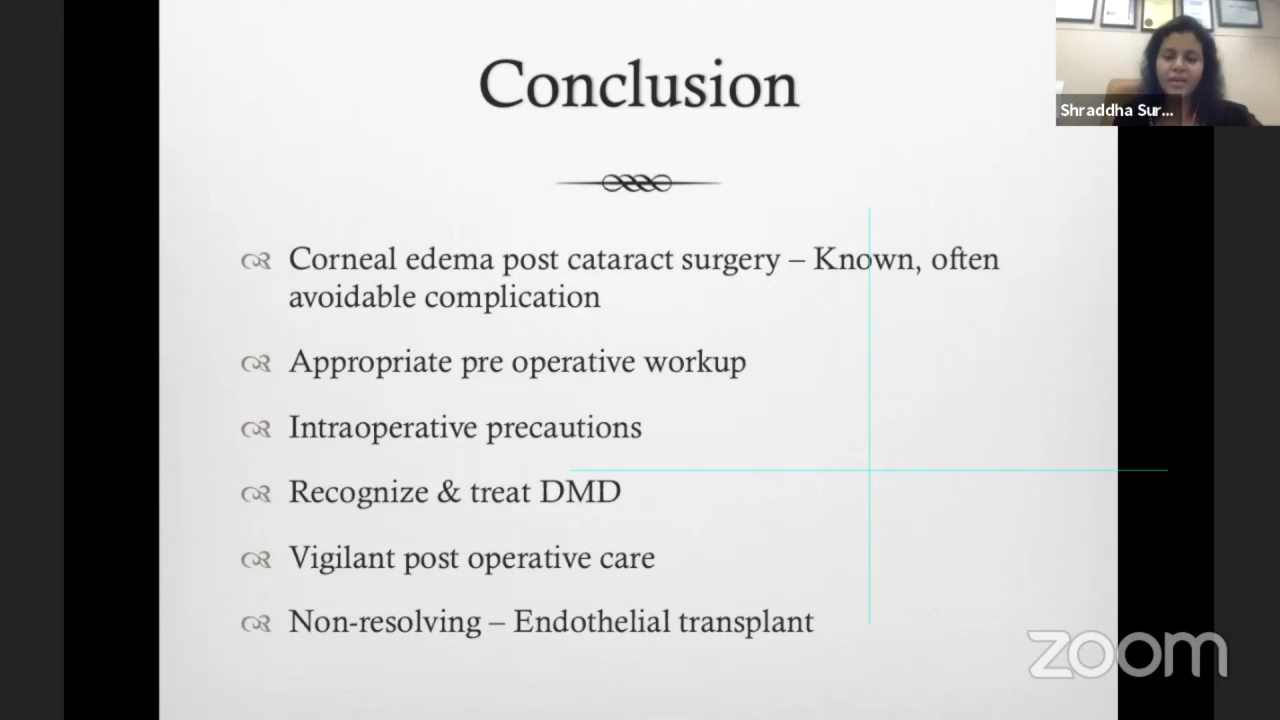 Conclusion
Shraddha Sur...
Corneal edema post cataract surgery – Known, often
avoidable complication
Appropriate pre operative workup
Intraoperative precautions
Recognize & treat DMD
Vigilant post operative care
Non-resolving – Endothelial transplant
zoom